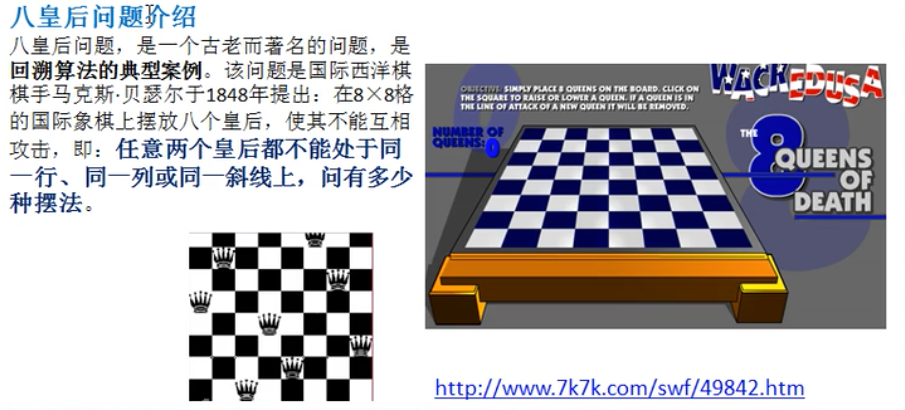 八皇后问题介绍
八皇后问题，是一个古老而著名的问题，是
回溯算法的典型案例。该问题是国际西洋棋
棋手马克斯·贝瑟尔于1848年提出：在8×8格
的国际象棋上摆放八个皇后，使其不能互相
攻击，即：任意两个皇后都不能处于同
一行、同一列或同一斜线上，问有多少
种摆法。
WACK EDUSA
OBJECTIVE: SIMPLY PLACE 8 QUEENS ON THE BOARD. CLICK ON
THE SQUARE TO RAISE OR LOWER A QUEEN. IF A QUEEN IS IN
THE LINE OF ATTACK OF A NEW QUEEN IT WILL BE REMOVED.
NUMBER OF
QUEENS: 0
THE 8
QUEENS
OF
DEATH
http://www.7k7k.com/swf/49842.htm